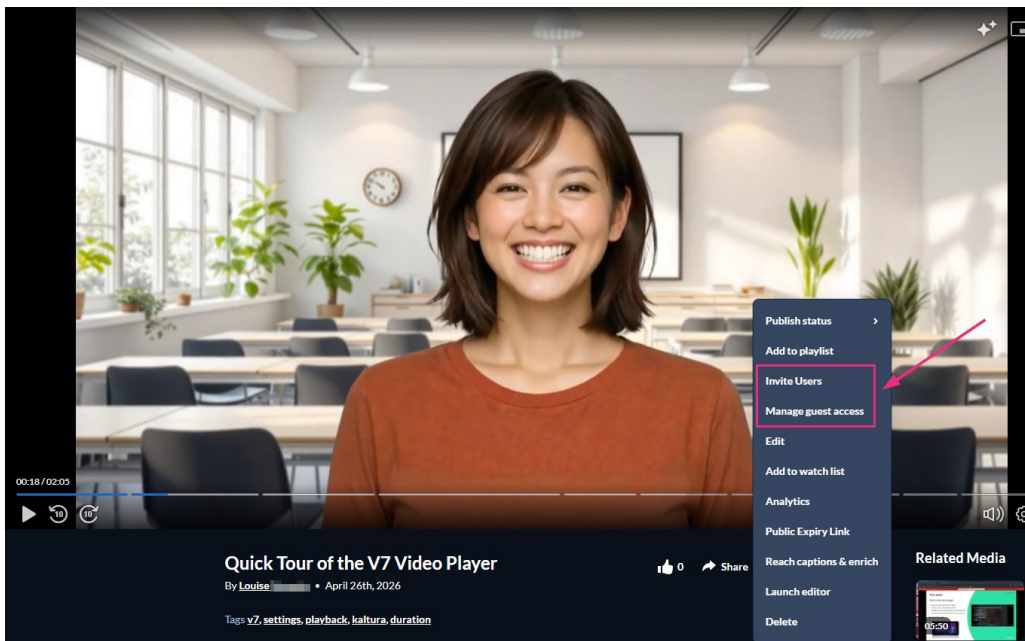 Publish status
Add to playlist
Invite Users
Manage guest access
Edit
Add to watch list
Analytics
Public Expiry Link
Reach captions & enrich
Launch editor
Delete
00:18 / 02:05
10
10
Quick Tour of the V7 Video Player
By Louise • April 26th, 2026
0
Share
Tags v7, settings, playback, kaltura, duration
Related Media
05:50